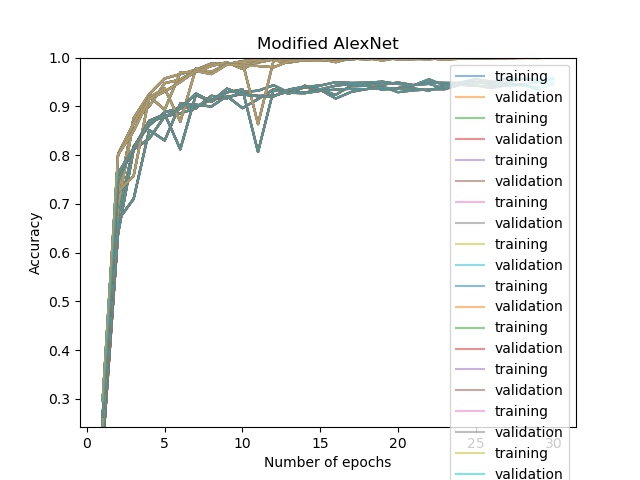 Modified AlexNet
Accuracy
1.0
0.9
0.8
0.7
0.6
0.5
0.4
0.3
0 5 10 15 20 25 30
Number of epochs
training
validation
training
validation
training
validation
training
validation
training
validation
training
validation
training
validation
training
validation
training
validation
training
validation